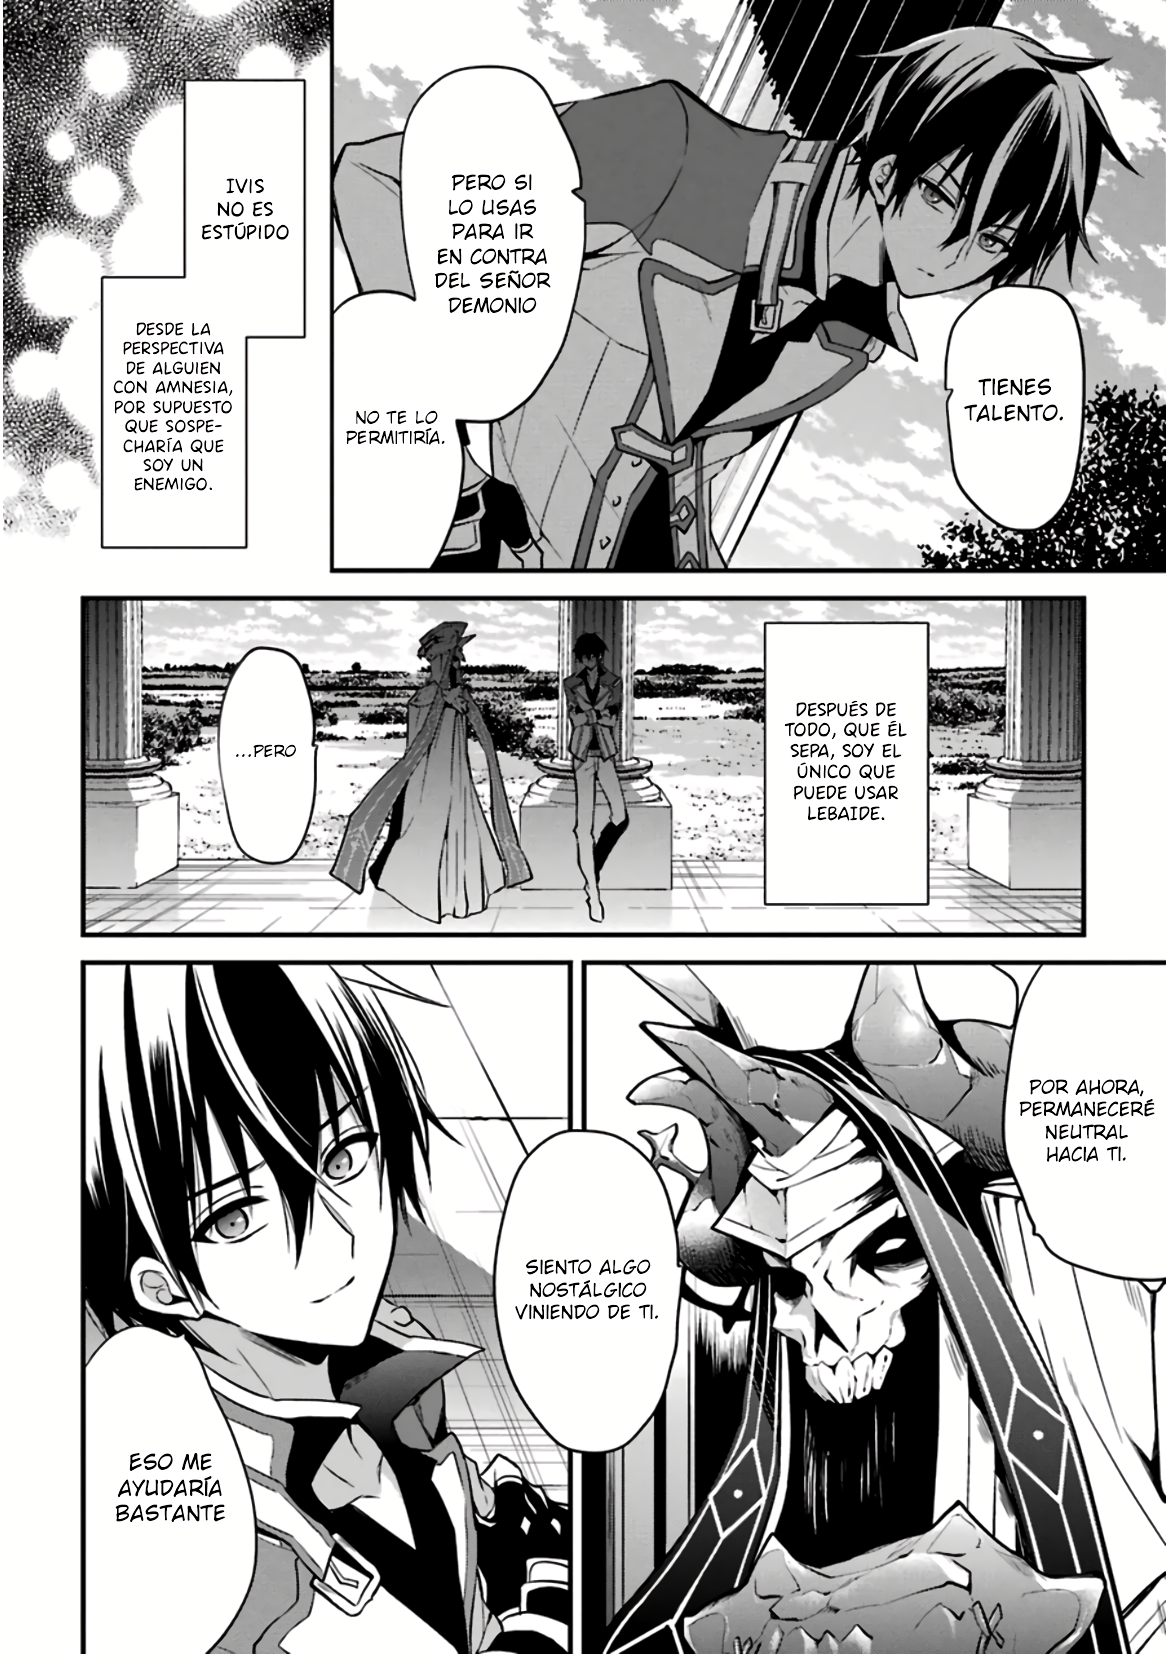 TIENES
TALENTO.
PERO SI
LO USAS
PARA IR
EN CONTRA
DEL SEÑOR
DEMONIO
NO TE LO
PERMITIRÍA.
IVIS
NO ES
ESTÚPIDO
DESDE LA
PERSPECTIVA
DE ALGUIEN
CON AMNESIA,
POR SUPUESTO
QUE SOSPE-
CHARÍA QUE
SOY UN
ENEMIGO.
DESPUÉS DE
TODO, QUE ÉL
SEPA, SOY EL
ÚNICO QUE
PUEDE USAR
LEBAIDE.
...PERO
POR AHORA,
PERMANECERÉ
NEUTRAL
HACIA TI.
SIENTO ALGO
NOSTÁLGICO
VINIENDO DE TI.
ESO ME
AYUDARÍA
BASTANTE